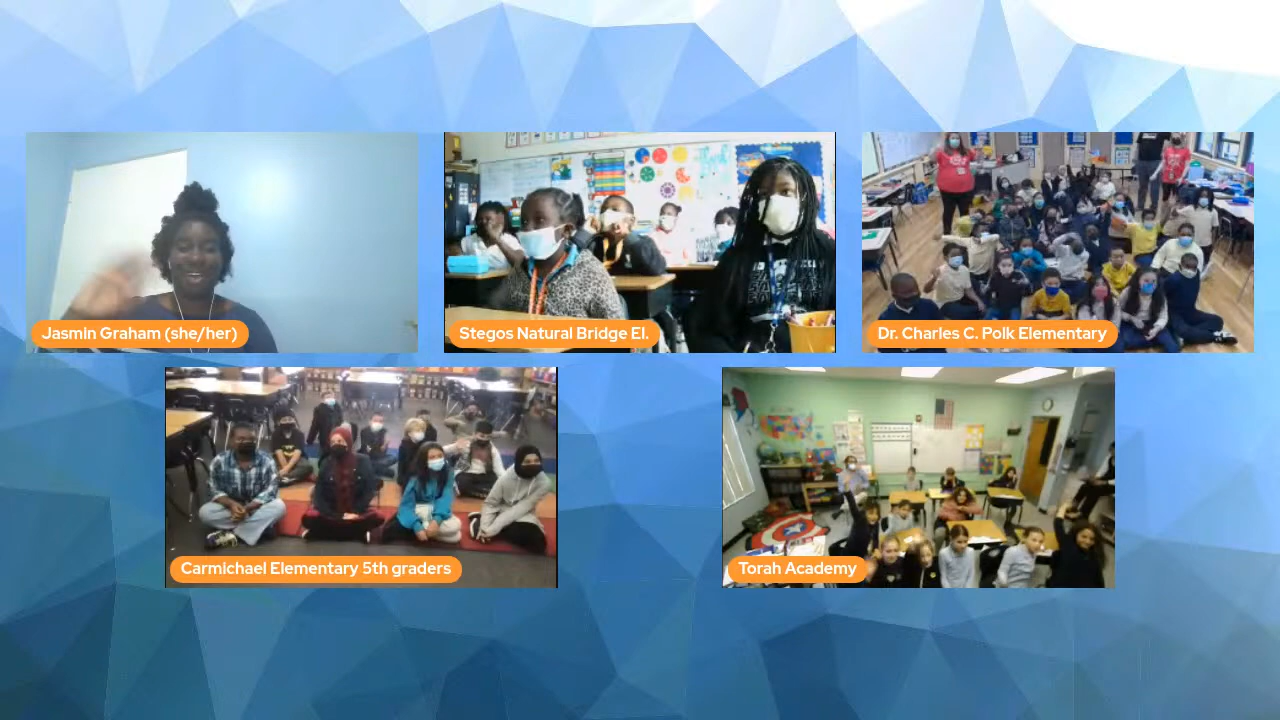 Jasmin Graham (she/her)
Stegos Natural Bridge El.
Dr. Charles C. Polk Elementary
Carmichael Elementary 5th graders
Torah Academy